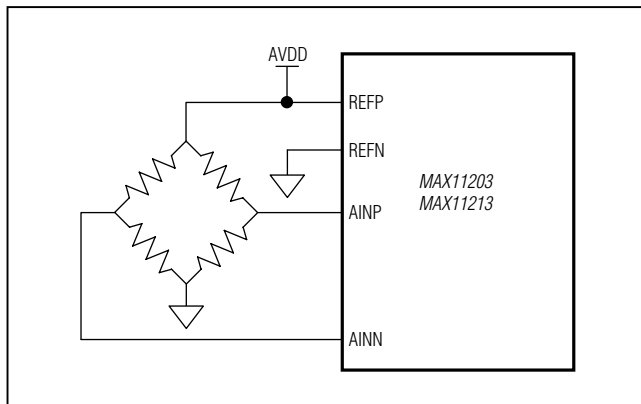 AVDD
REFP
REFN
MAX11203
MAX11213
AINP
AINN